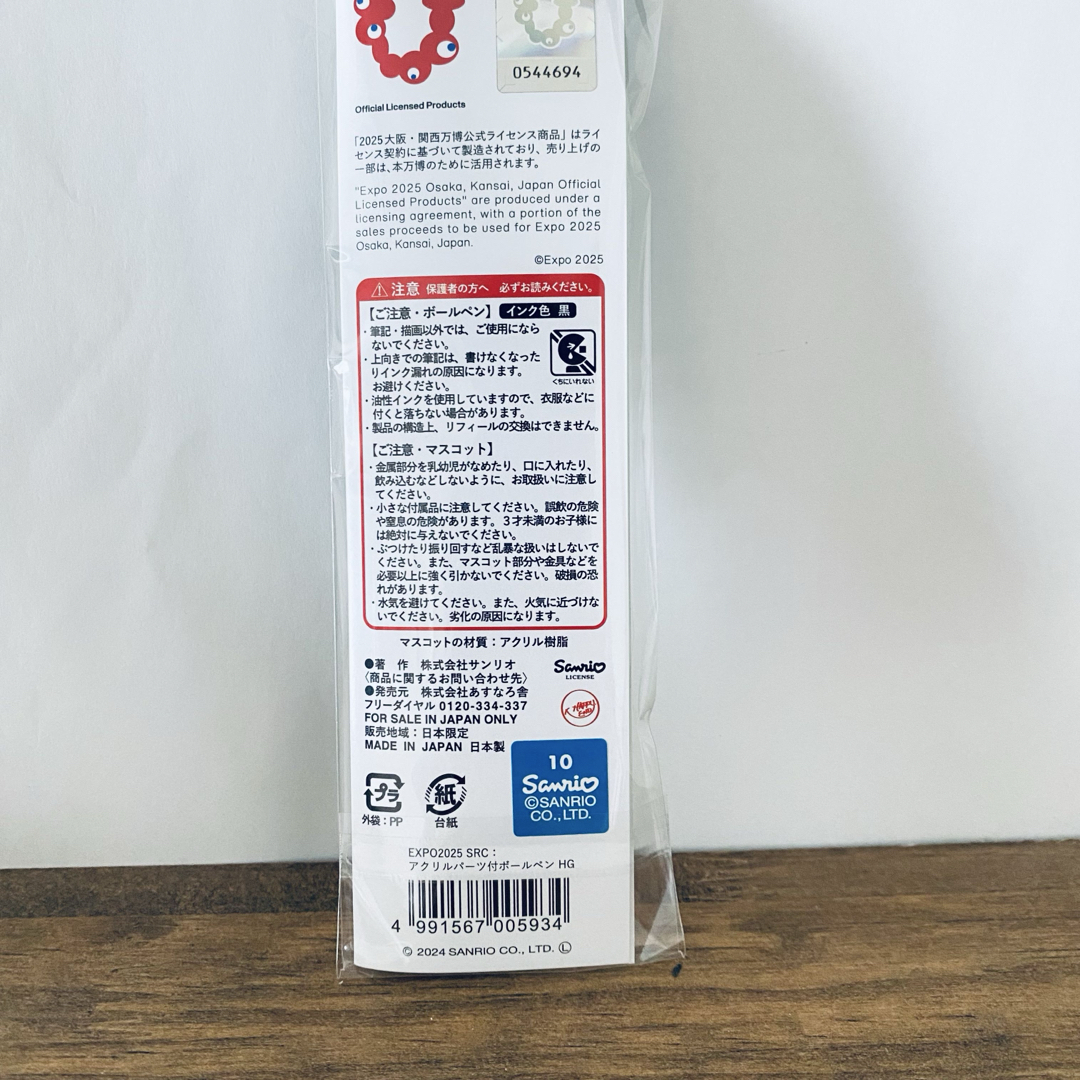 0544694
Official Licensed Products
「2025大阪・関西万博公式ライセンス商品」はライ
センス契約に基づいて製造されており、売り上げの
一部は、本万博のために活用されます。
"Expo 2025 Osaka, Kansai, Japan Official
Licensed Products" are produced under a
licensing agreement, with a portion of the
sales proceeds to be used for Expo 2025
Osaka, Kansai, Japan.
©Expo 2025
注意 保護者の方へ 必ずお読みください。
【ご注意・ボールペン】 インク色 黒
・筆記・描画以外では、ご使用になら
ないでください。
・上向きでの筆記は、書けなくなった
りインク漏れの原因になります。
お避けください。
くちにいれない
・油性インクを使用していますので、衣服などに
付くと落ちない場合があります。
・製品の構造上、リフィールの交換はできません。
【ご注意・マスコット】
・金属部分を乳幼児がなめたり、口に入れたり、
飲み込むなどしないように、お取扱いに注意し
てください。
・小さな付属品に注意してください。誤飲の危険
や窒息の危険があります。３才未満のお子様に
は絶対に与えないでください。
・ぶつけたり振り回すなど乱暴な扱いはしないで
ください。また、マスコット部分や金具などを
必要以上に強く引かないでください。破損の恐
れがあります。
・水気を避けてください。また、火気に近づけな
いでください。劣化の原因になります。
マスコットの材質：アクリル樹脂
●著 作 株式会社サンリオ
〈商品に関するお問い合わせ先〉
●発売元 株式会社あすなろ舎
フリーダイヤル 0120-334-337
FOR SALE IN JAPAN ONLY
販売地域：日本限定
MADE IN JAPAN 日本製
Sanrio
LICENSE
10
Sanrio
©SANRIO
CO.,LTD.
プラ
外袋：PP
紙
台紙
EXPO2025 SRC：
アクリルパーツ付ボールペン HG
4 991567 005934
© 2024 SANRIO CO., LTD. Ⓛ